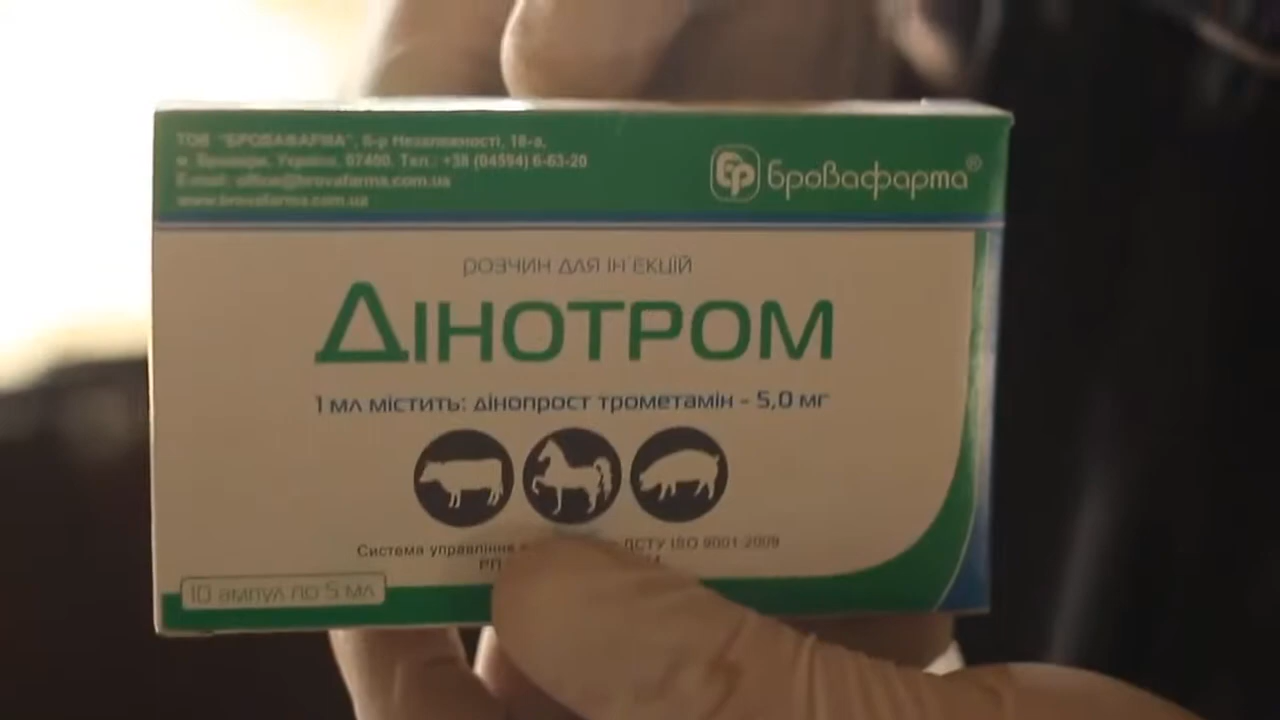 ТОВ "БРОВАФАРМА", б-р Незалежності, 18-а,
м. Бровари, Україна, 07400. Тел.: +38 (04594) 6-63-20
E-mail: office@brovafarma.com.ua
www.brovafarma.com.ua
бровафарма®
РОЗЧИН ДЛЯ ІН'ЄКЦІЙ
ДІНОТРОМ
1 мл містить: дінопрост трометамін - 5,0 мг
Система управління ДСТУ ISO 9001-2009
РП
10 ампул по 5 мл